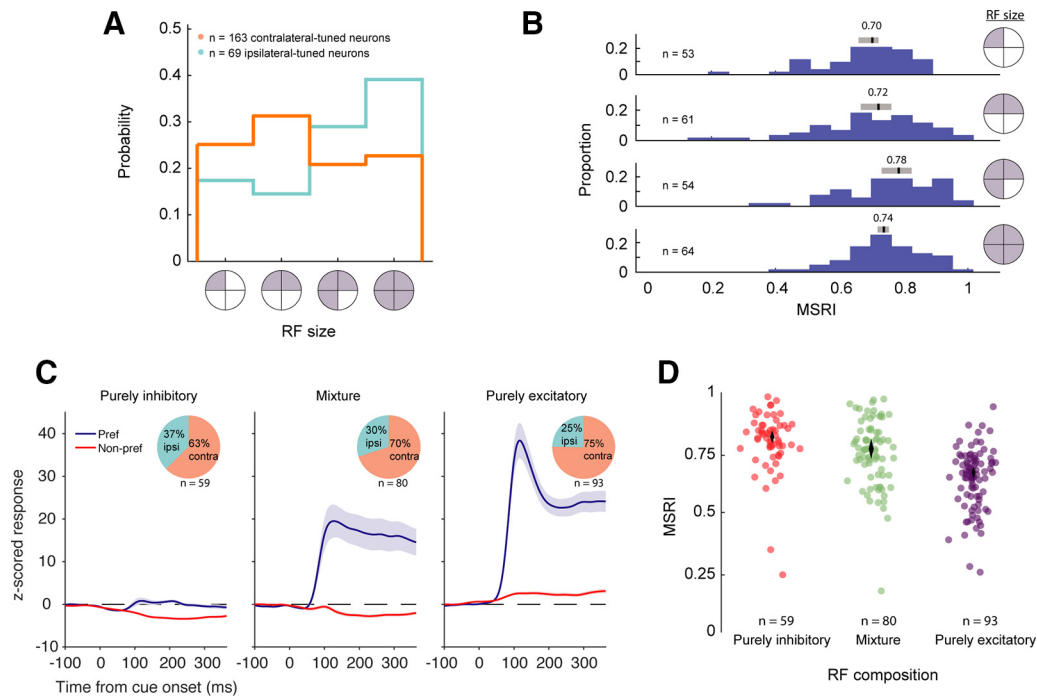 A
0.5
n = 163 contralateral-tuned neurons
n = 69 ipsilateral-tuned neurons
0.4
0.3
0.2
0.1
0
Probability
RF size
B
RF size
0.70
n = 53
0.2
0
0.72
n = 61
0.2
0
0.78
n = 54
0.2
0
0.74
n = 64
0.2
0
Proportion
0 0.2 0.4 0.6 0.8 1
MSRI
C
Purely inhibitory Mixture Purely excitatory
Pref
Non-pref
37%
ipsi
63%
contra
n = 59
30%
ipsi
70%
contra
n = 80
25%
ipsi
75%
contra
n = 93
40
30
20
10
0
-10
z-scored response
-100 0 100 200 300 -100 0 100 200 300 -100 0 100 200 300
Time from cue onset (ms)
D
1
0.75
0.5
0.25
0
MSRI
n = 59 n = 80 n = 93
Purely inhibitory Mixture Purely excitatory
RF composition